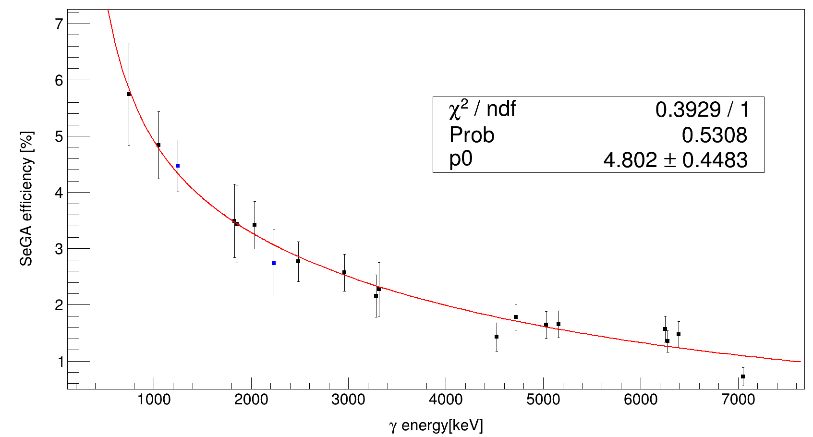 7
6
5
4
3
2
1
SeGA efficiency [%]
χ² / ndf 0.3929 / 1
Prob 0.5308
p0 4.802 ± 0.4483
1000 2000 3000 4000 5000 6000 7000
γ energy[keV]